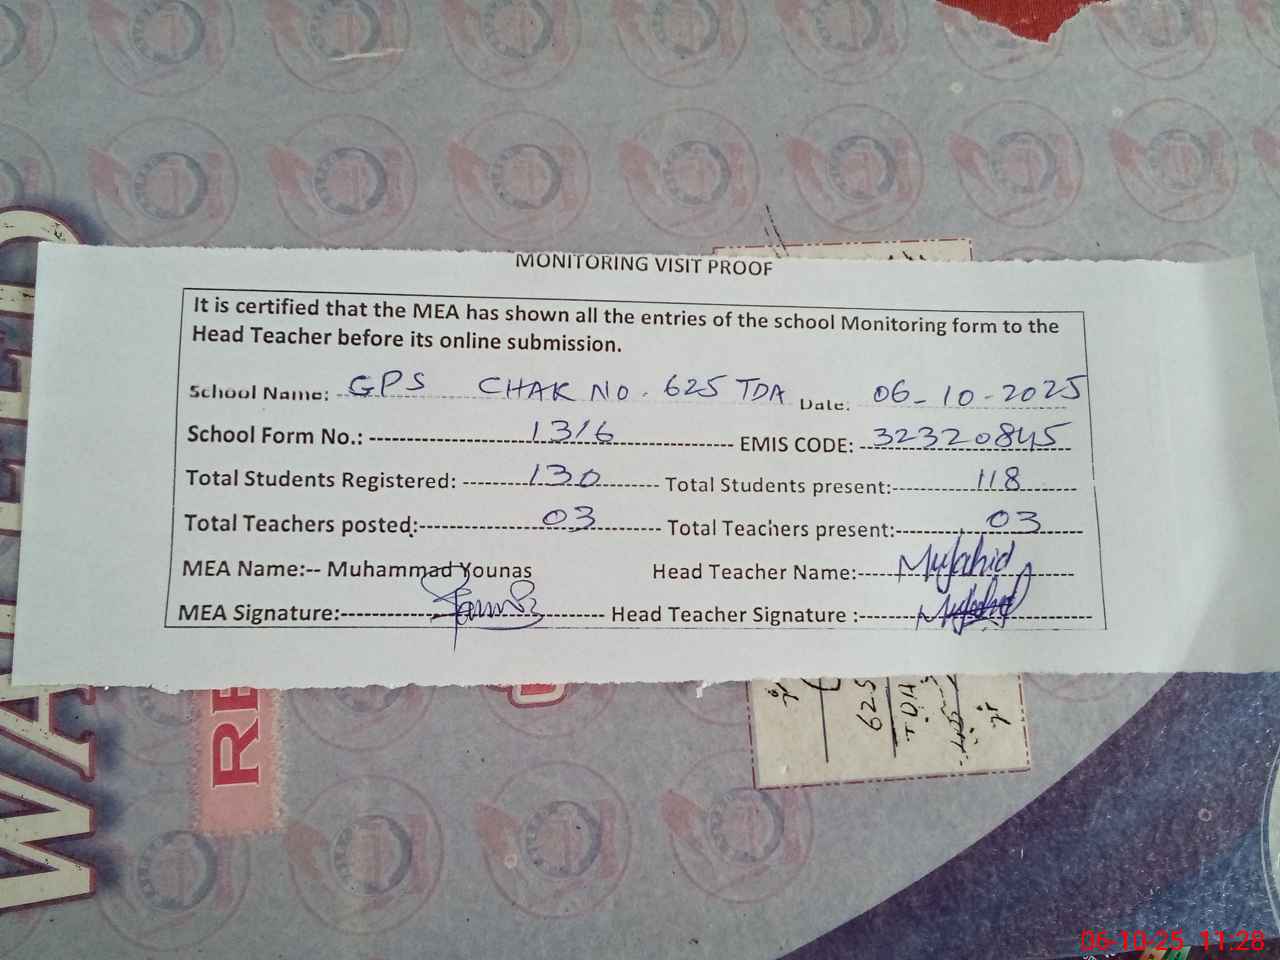 MONITORING VISIT PROOF
It is certified that the MEA has shown all the entries of the school Monitoring form to the
Head Teacher before its online submission.
School Name: GPS CHAK NO. 625 TDA Date: 06-10-2025
School Form No.: 1316 EMIS CODE: 32320845
Total Students Registered: 130 Total Students present: 118
Total Teachers posted: 03 Total Teachers present: 03
MEA Name:-- Muhammad Younas Head Teacher Name: Mujahid
MEA Signature: Head Teacher Signature : Mujahid
RE
625
TDA
06-10-25 11:28